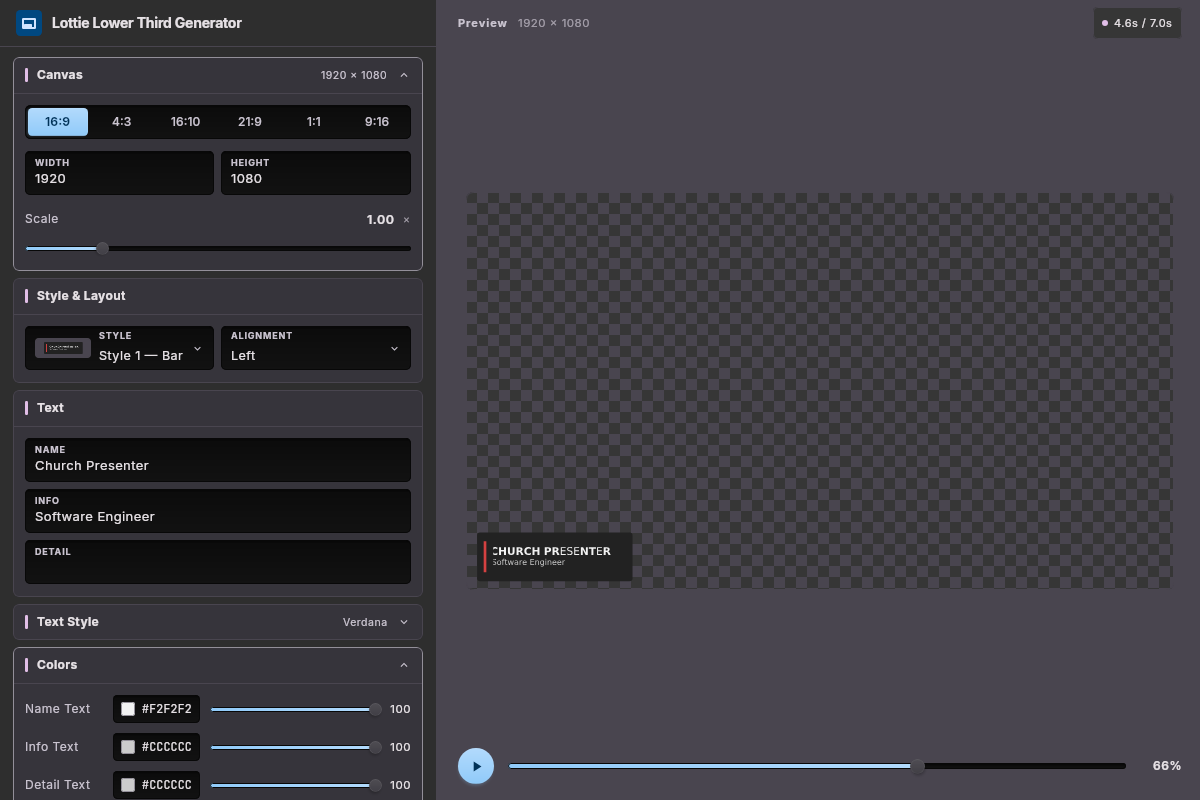 Lottie Lower Third Generator
Canvas
1920 × 1080
16:9
4:3
16:10
21:9
1:1
9:16
WIDTH
1920
HEIGHT
1080
Scale
1.00 ×
Style & Layout
STYLE
Style 1 — Bar
ALIGNMENT
Left
Text
NAME
Church Presenter
INFO
Software Engineer
DETAIL
Text Style
Verdana
Colors
Name Text
#F2F2F2
100
Info Text
#CCCCCC
100
Detail Text
#CCCCCC
100
Preview 1920 × 1080
4.6s / 7.0s
CHURCH PRESENTER
Software Engineer
66%